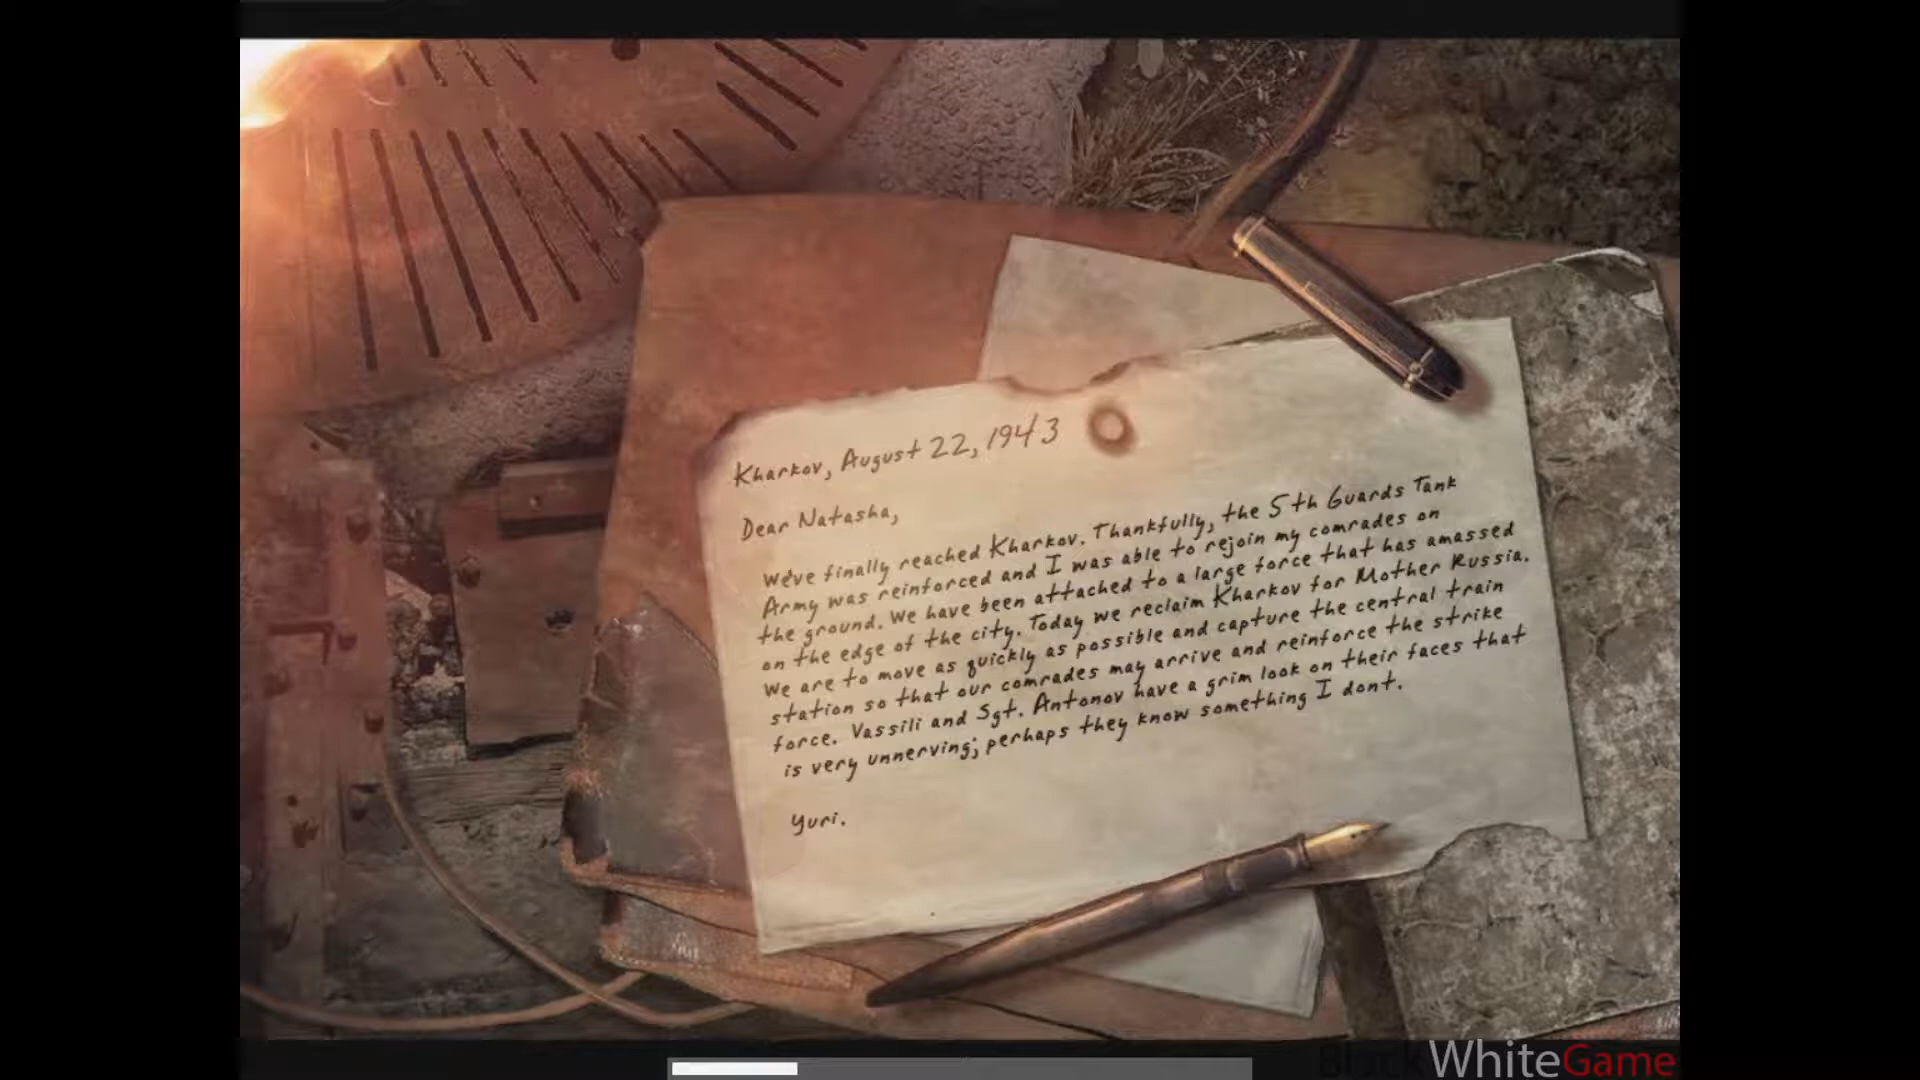 Kharkov, August 22, 1943
Dear Natasha,
We've finally reached Kharkov. Thankfully, the 5th Guards Tank
Army was reinforced and I was able to rejoin my comrades on
the ground. We have been attached to a large force that has amassed
on the edge of the city. Today we reclaim Kharkov for Mother Russia.
We are to move as quickly as possible and capture the central train
station so that our comrades may arrive and reinforce the strike
force. Vassili and Sgt. Antonov have a grim look on their faces that
is very unnerving; perhaps they know something I dont.
Yuri.
BlackWhiteGame